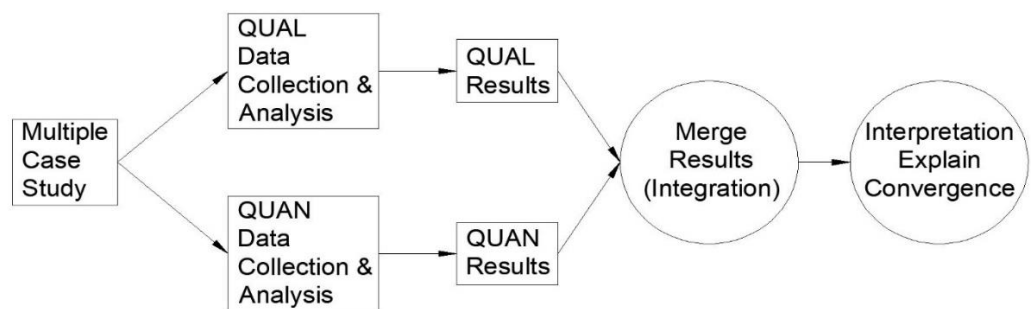 Multiple
Case
Study
QUAL
Data
Collection &
Analysis
QUAL
Results
QUAN
Data
Collection &
Analysis
QUAN
Results
Merge
Results
(Integration)
Interpretation
Explain
Convergence